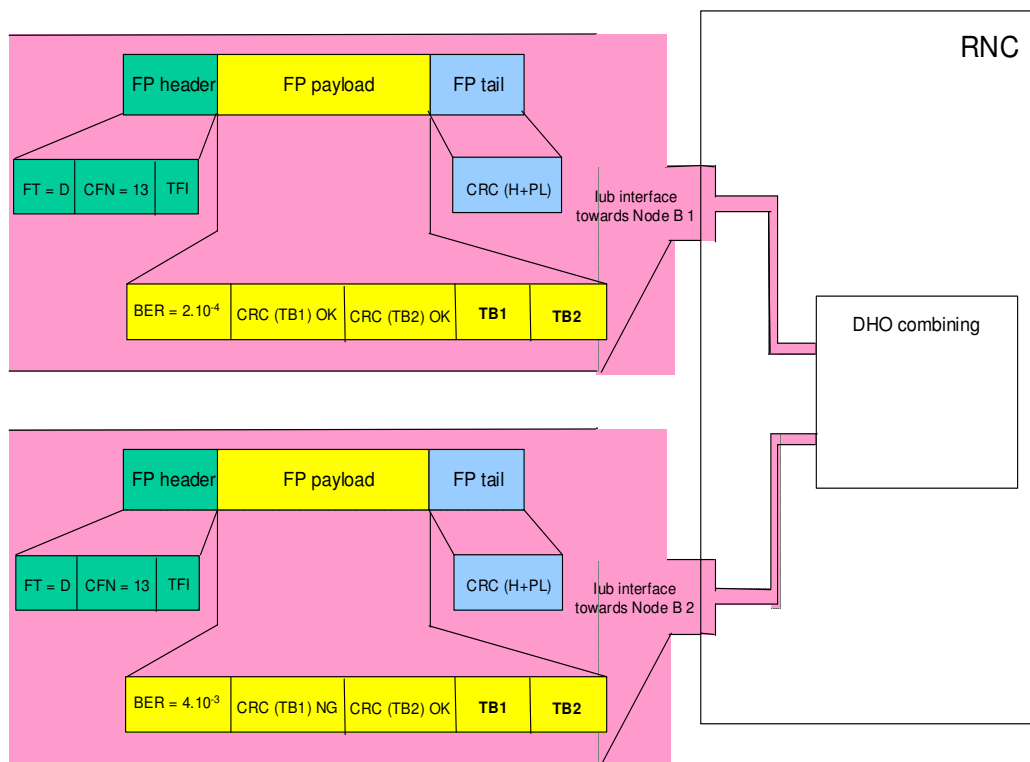 RNC
FP header FP payload FP tail
FT = D CFN = 13 TFI
CRC (H+PL)
Iub interface
towards Node B 1
BER = 2.10-4 CRC (TB1) OK CRC (TB2) OK TB1 TB2
DHO combining
FP header FP payload FP tail
FT = D CFN = 13 TFI
CRC (H+PL)
Iub interface
towards Node B 2
BER = 4.10-3 CRC (TB1) NG CRC (TB2) OK TB1 TB2